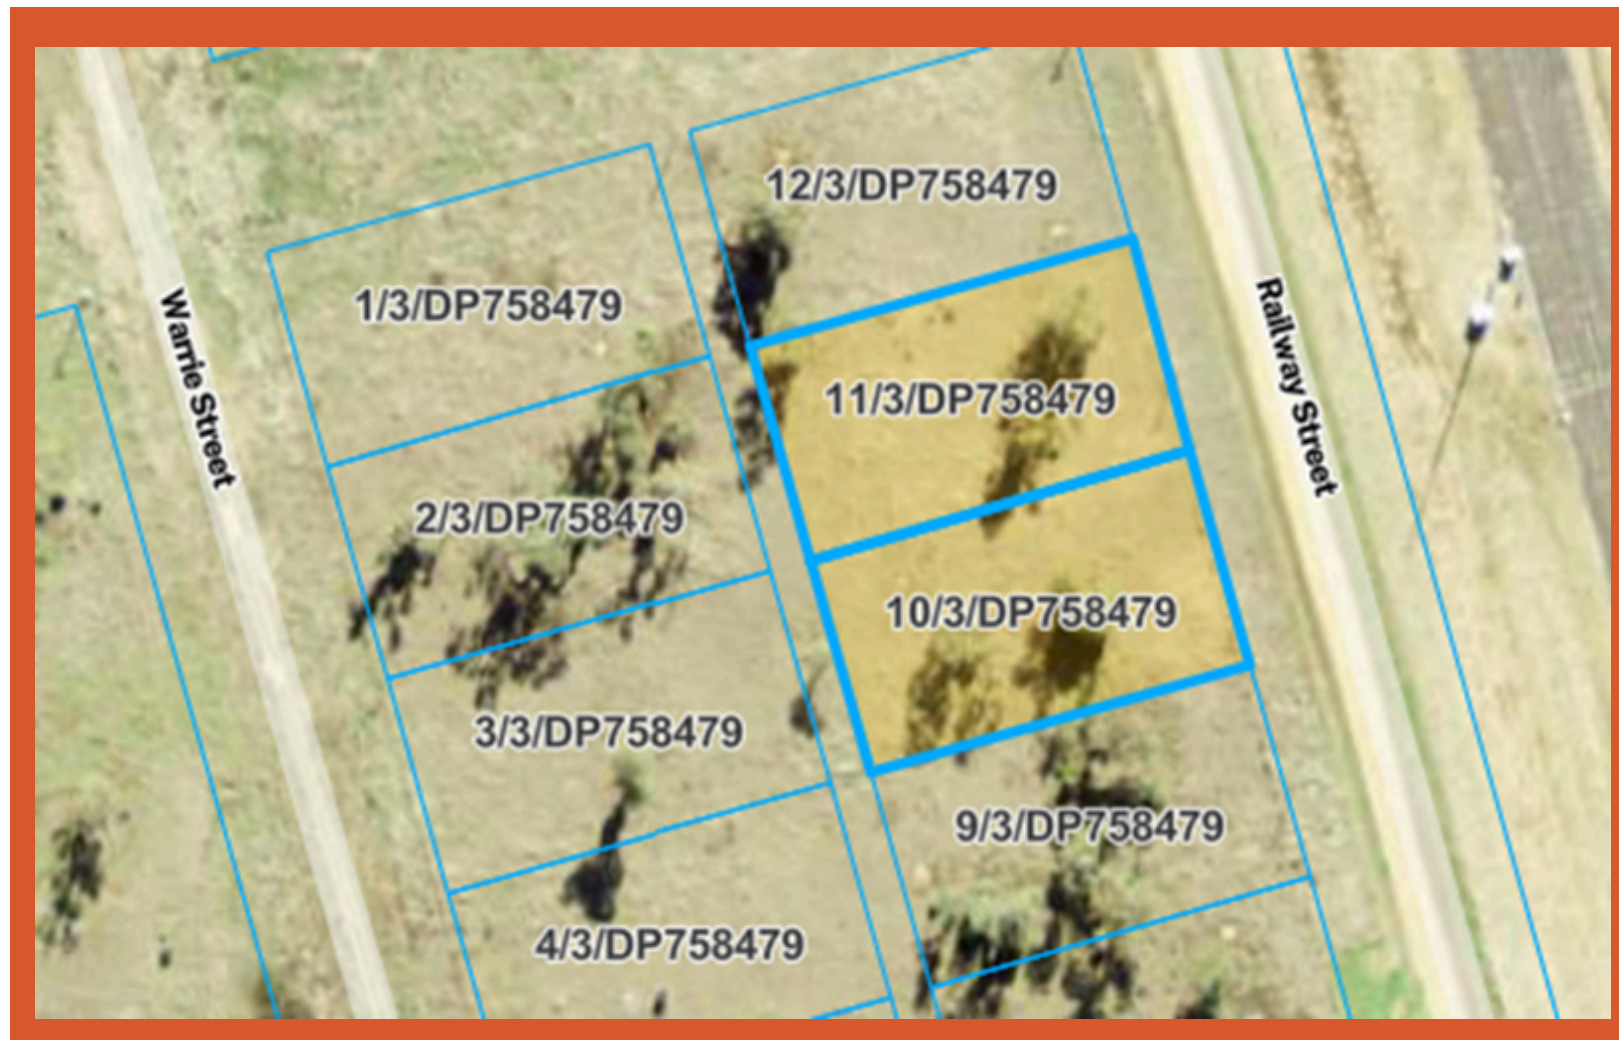 12/3/DP758479
1/3/DP758479
Warrie Street
Railway Street
11/3/DP758479
2/3/DP758479
10/3/DP758479
3/3/DP758479
9/3/DP758479
4/3/DP758479